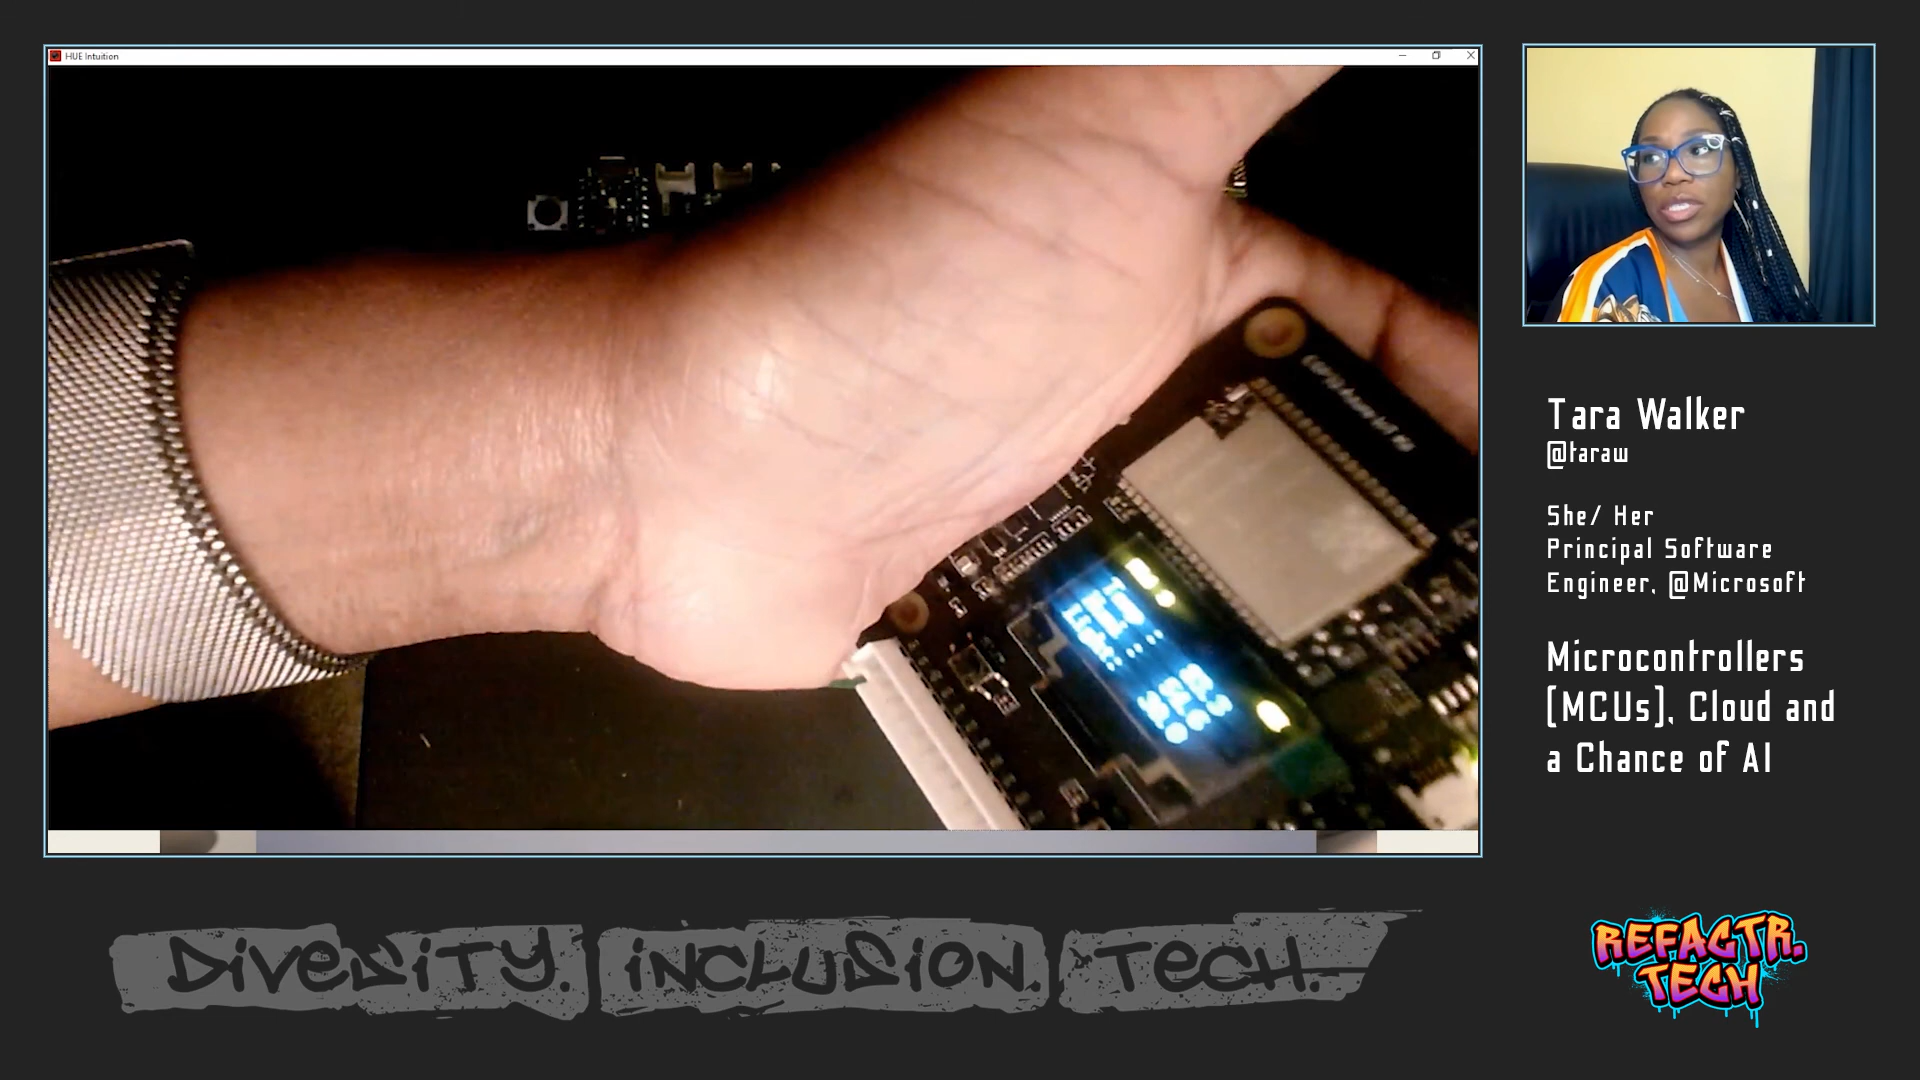 HUE Intuition
Tara Walker
@taraw
She/ Her
Principal Software
Engineer, @Microsoft
Microcontrollers
(MCUs), Cloud and
a Chance of AI
DIVERSITY. INCLUSION. TECH.
REFACTR.
TECH